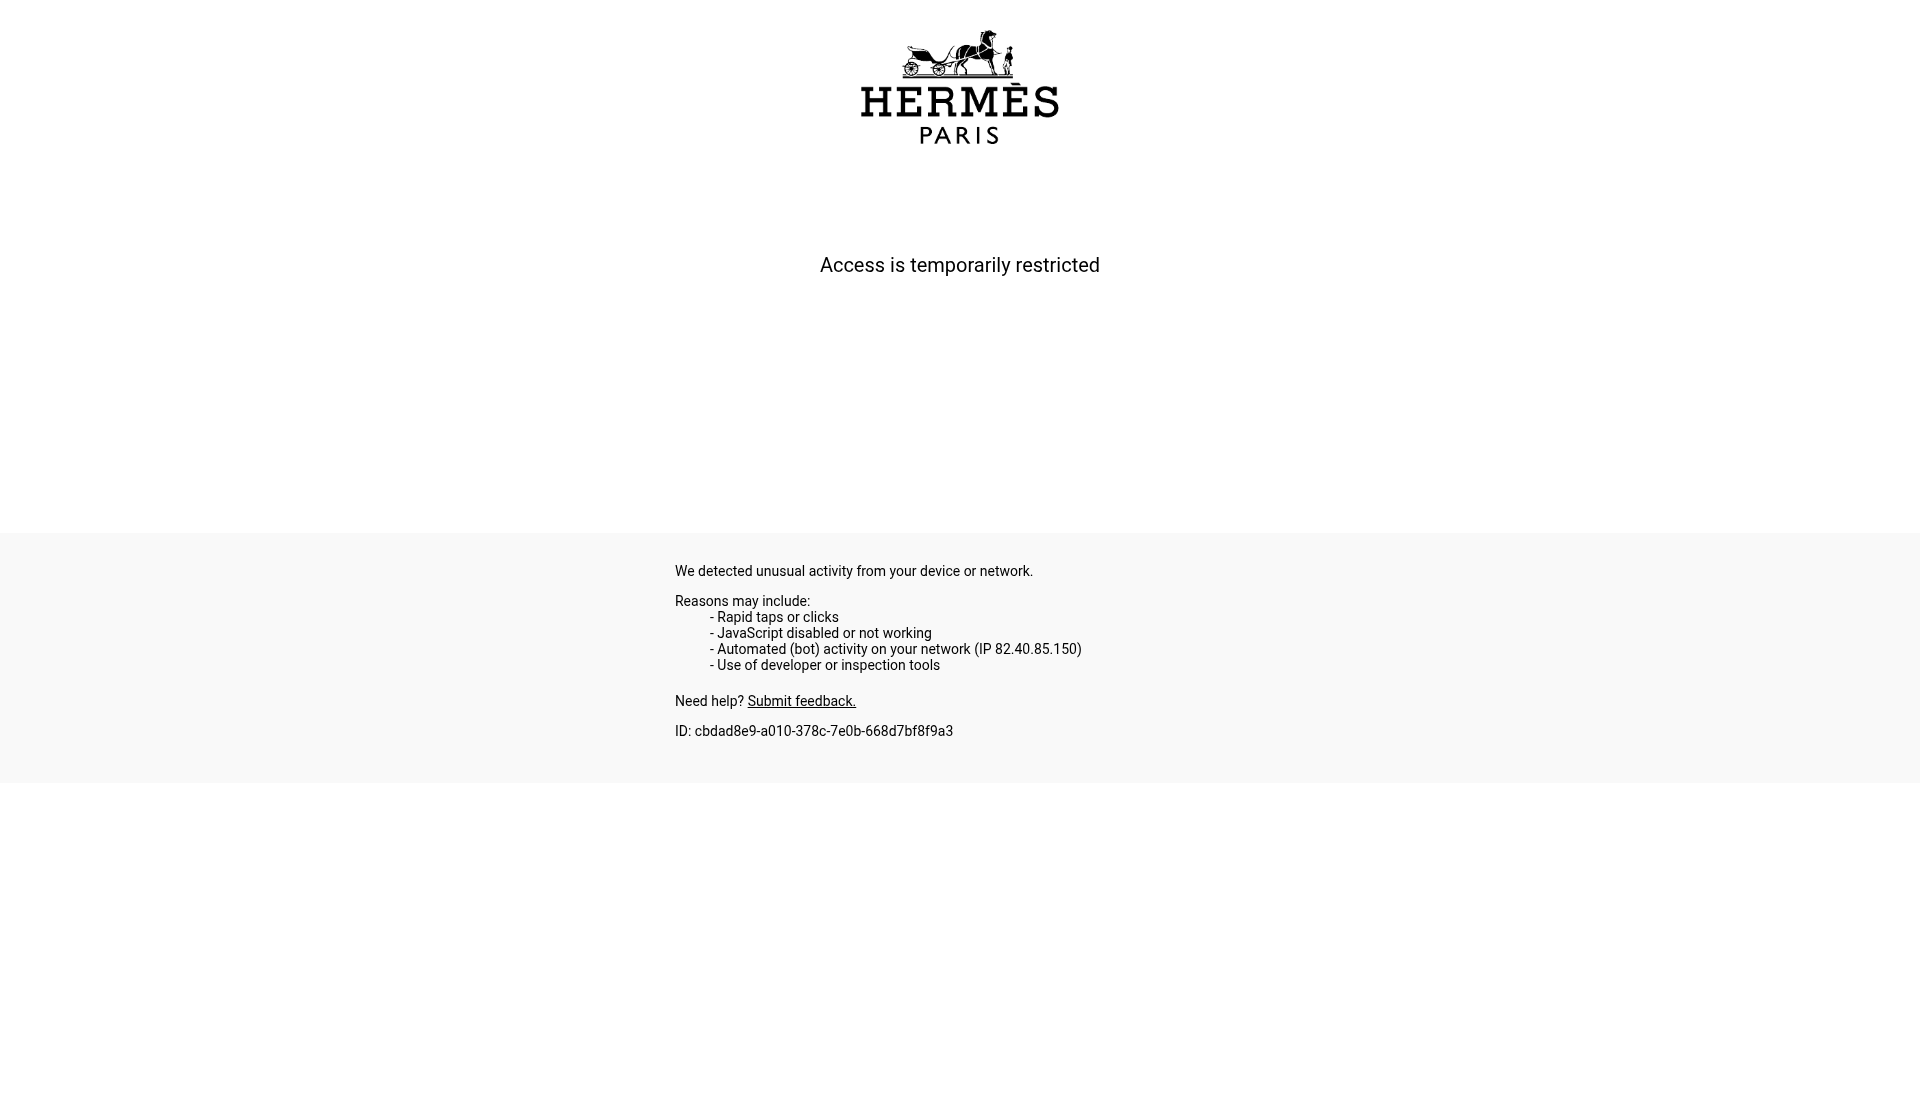 HERMÈS
PARIS
Access is temporarily restricted
We detected unusual activity from your device or network.
Reasons may include:
- Rapid taps or clicks
- JavaScript disabled or not working
- Automated (bot) activity on your network (IP 82.40.85.150)
- Use of developer or inspection tools
Need help? Submit feedback.
ID: cbdad8e9-a010-378c-7e0b-668d7bf8f9a3